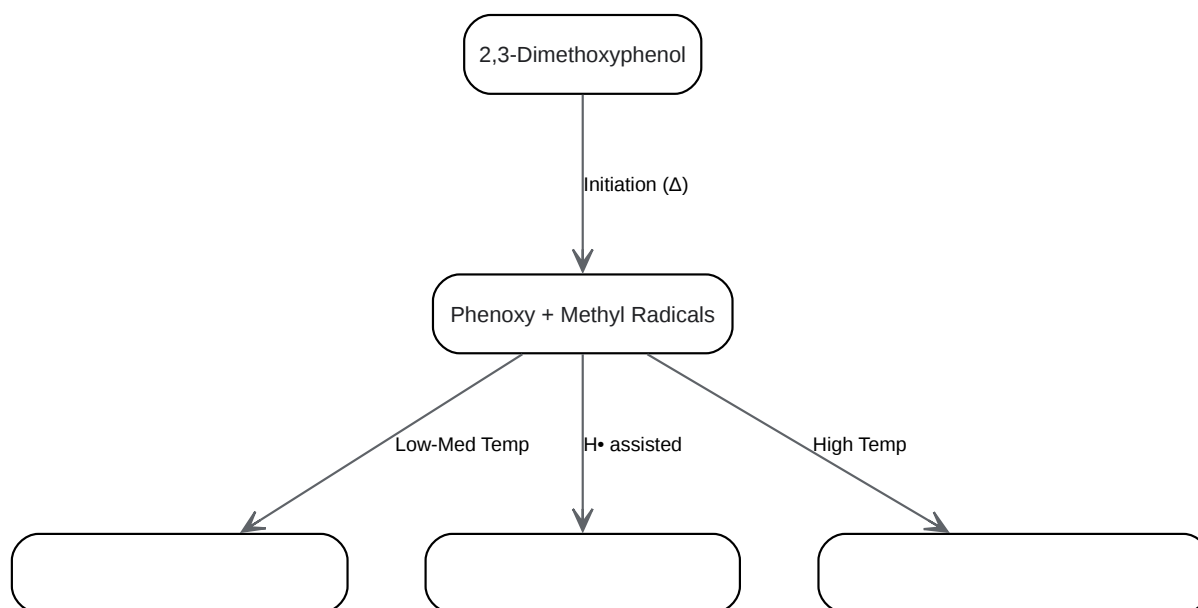 2,3-Dimethoxyphenol
Initiation (Δ)
Phenoxy + Methyl Radicals
Low-Med Temp
H• assisted
High Temp